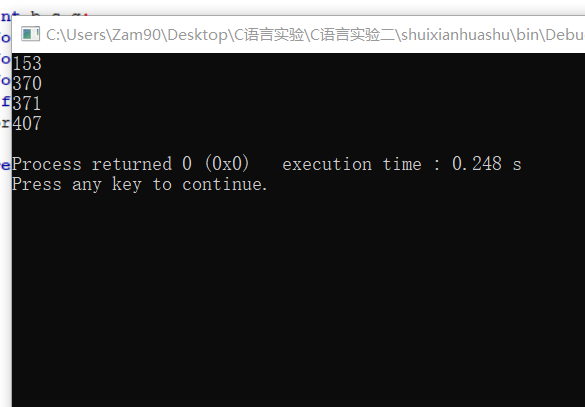 C:\Users\Zam90\Desktop\C语言实验\C语言实验二\shuixianhuashu\bin\Debu
153
370
371
407
Process returned 0 (0x0)   execution time : 0.248 s
Press any key to continue.